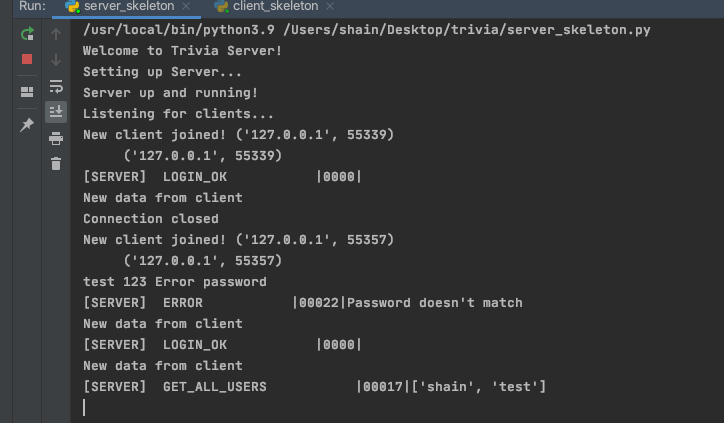 Run: server_skeleton × client_skeleton ×
/usr/local/bin/python3.9 /Users/shain/Desktop/trivia/server_skeleton.py
Welcome to Trivia Server!
Setting up Server...
Server up and running!
Listening for clients...
New client joined! ('127.0.0.1', 55339)
     ('127.0.0.1', 55339)
[SERVER]  LOGIN_OK          |0000|
New data from client
Connection closed
New client joined! ('127.0.0.1', 55357)
     ('127.0.0.1', 55357)
test 123 Error password
[SERVER]  ERROR           |00022|Password doesn't match
New data from client
[SERVER]  LOGIN_OK          |0000|
New data from client
[SERVER]  GET_ALL_USERS           |00017|['shain', 'test']